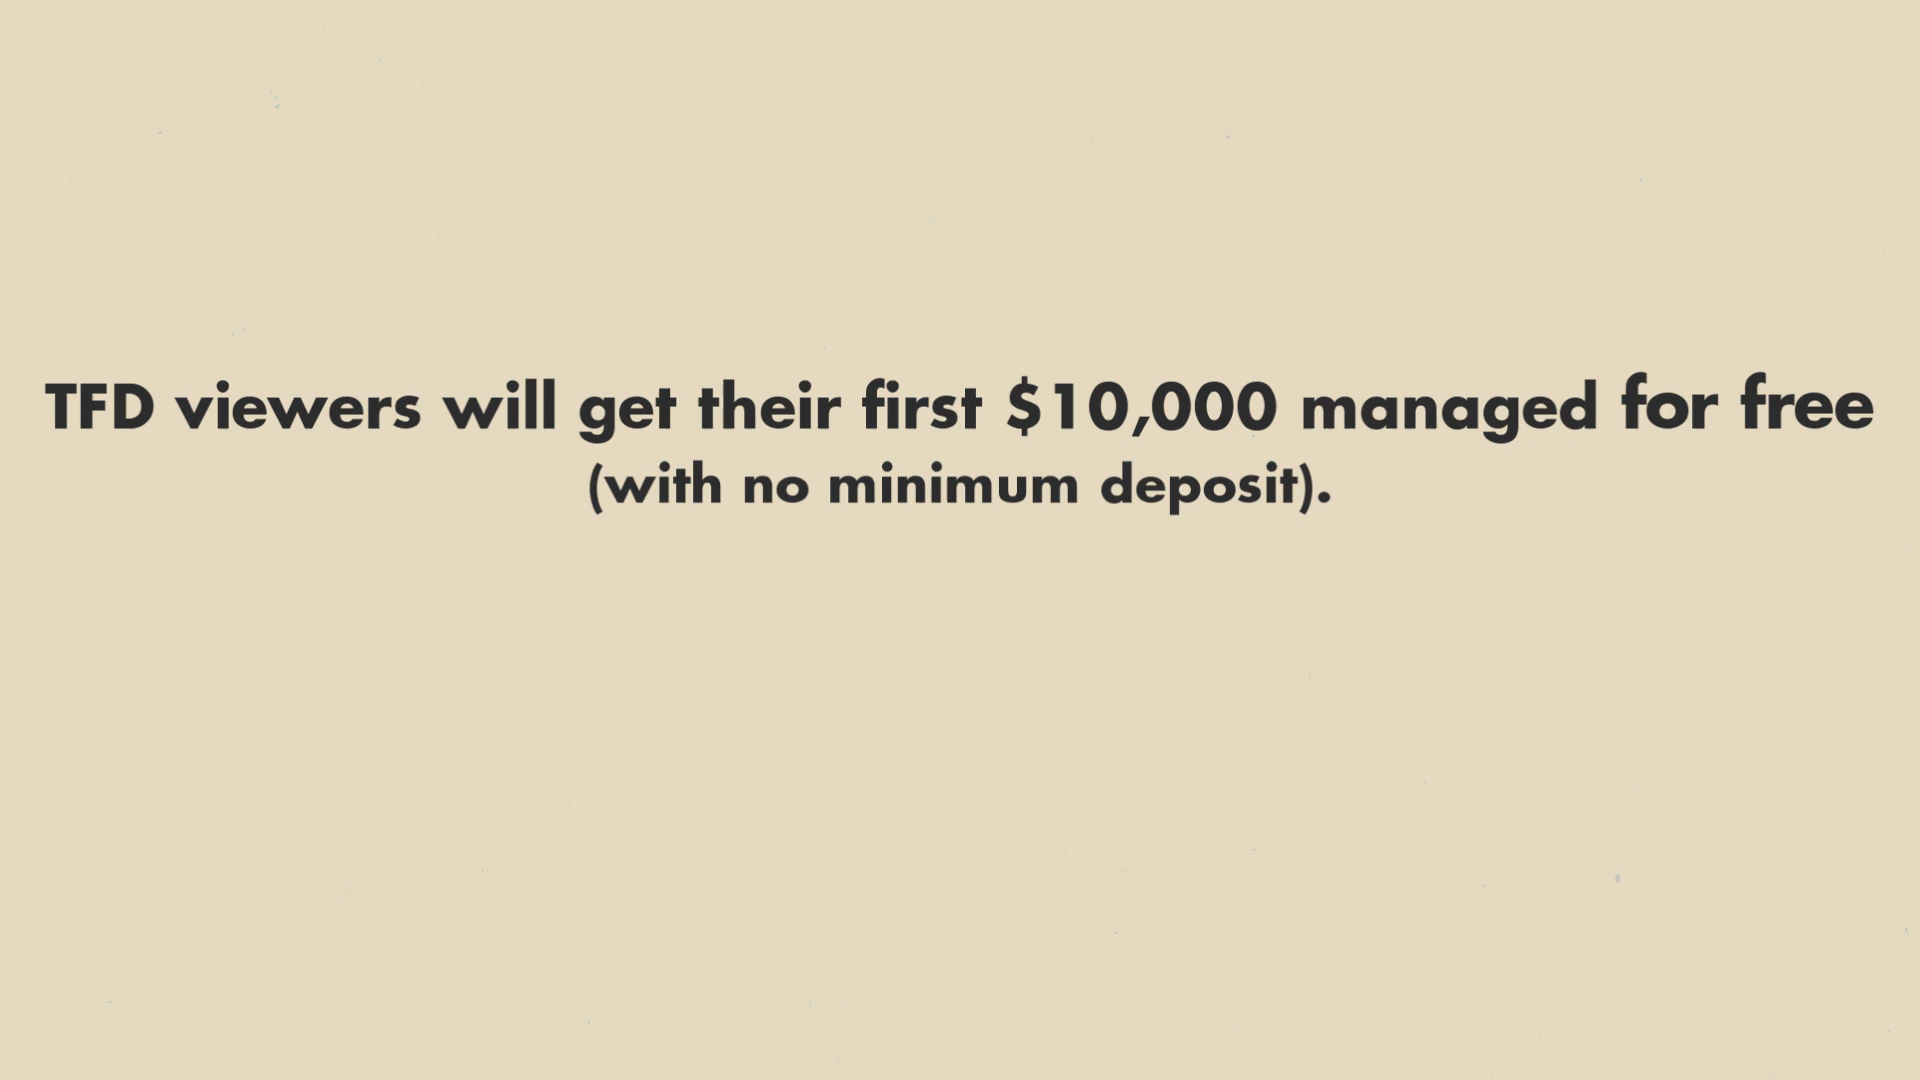 TFD viewers will get their first $10,000 managed for free
(with no minimum deposit).